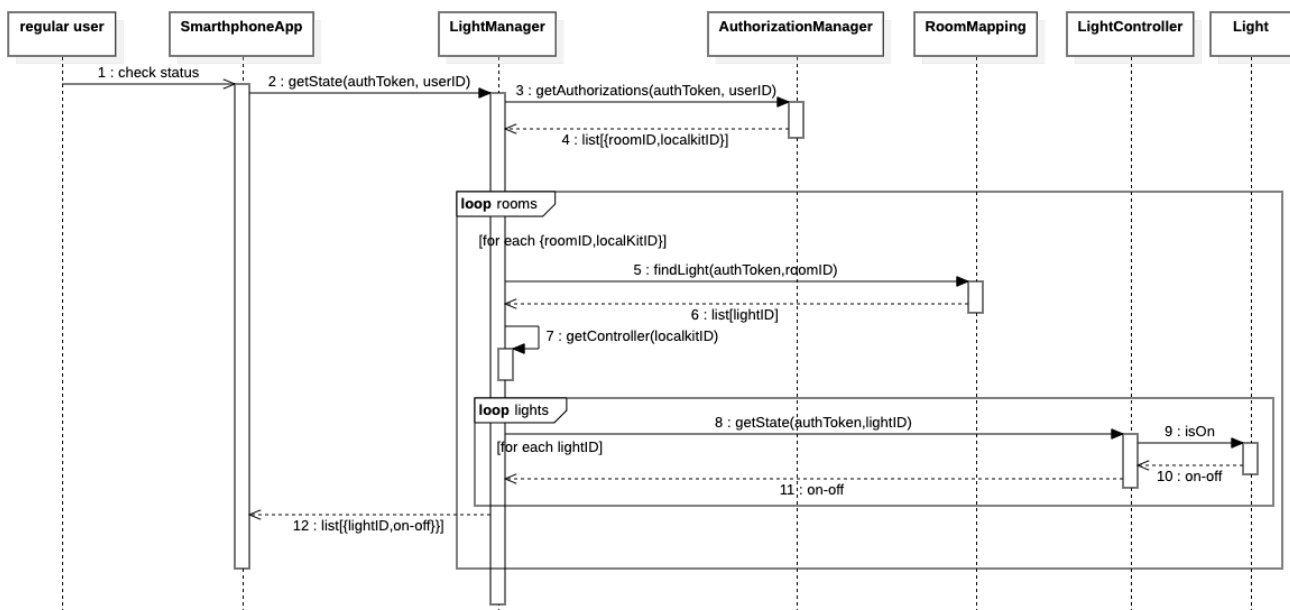 regular user
SmarthphoneApp
LightManager
AuthorizationManager
RoomMapping
LightController
Light
1 : check status
2 : getState(authToken, userID)
3 : getAuthorizations(authToken, userID)
4 : list[{roomID,localkitID}]
loop rooms
[for each {roomID,localKitID}]
5 : findLight(authToken,roomID)
6 : list[lightID]
7 : getController(localkitID)
loop lights
8 : getState(authToken,lightID)
9 : isOn
[for each lightID]
10 : on-off
11 : on-off
12 : list[{lightID,on-off}}]